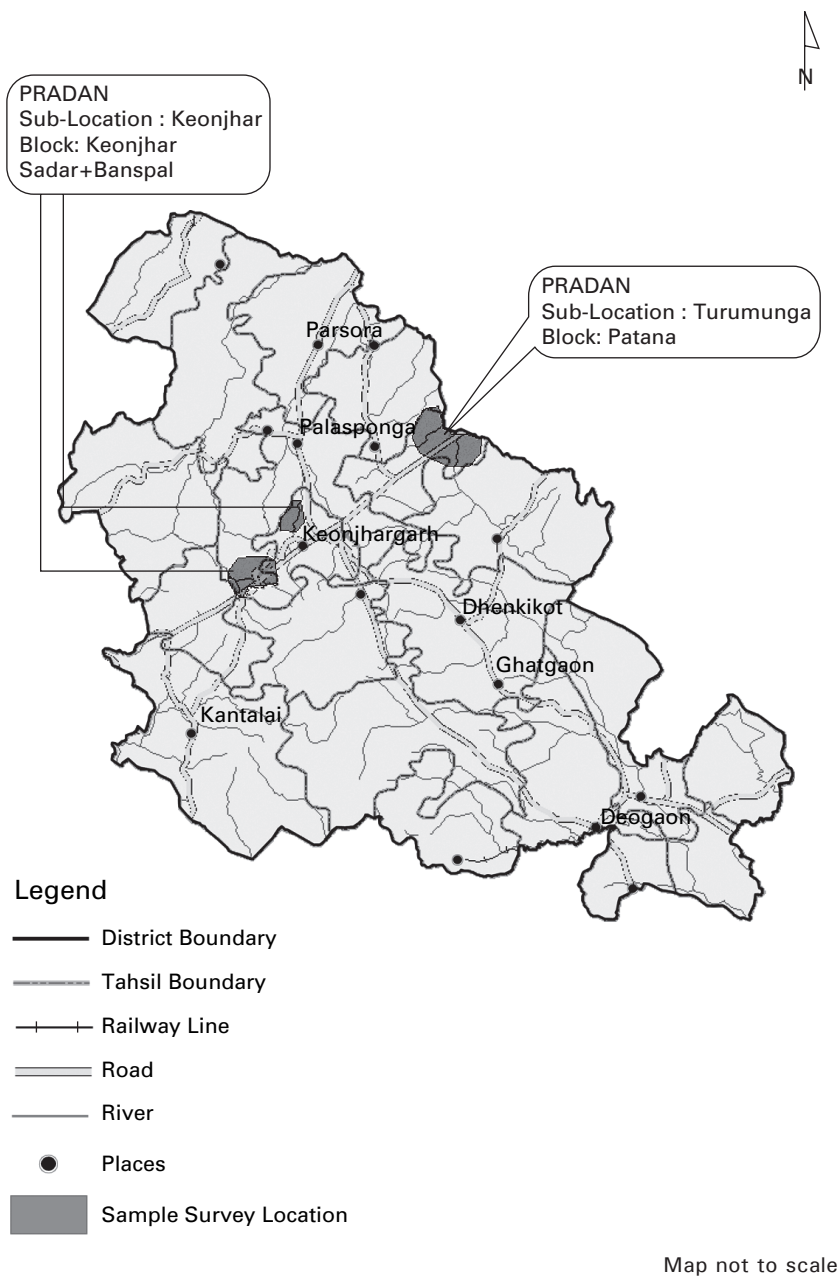 N
PRADAN
Sub-Location : Keonjhar
Block: Keonjhar
Sadar+Banspal
PRADAN
Sub-Location : Turumunga
Block: Patana
Parsora
Palasponga
Keonjhargarh
Dhenkikot
Ghatgaon
Kantalai
Deogaon
Legend
District Boundary
Tahsil Boundary
Railway Line
Road
River
Places
Sample Survey Location
Map not to scale